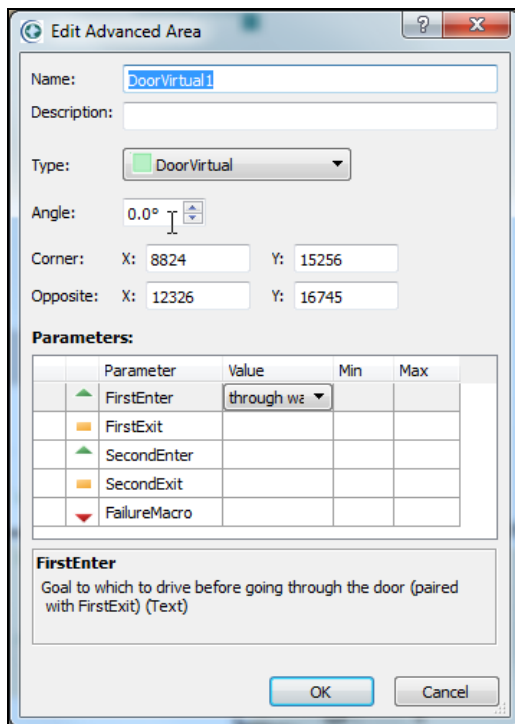 Edit Advanced Area
Name: DoorVirtual1
Description:
Type: DoorVirtual
Angle: 0.0°
Corner: X: 8824 Y: 15256
Opposite: X: 12326 Y: 16745
Parameters:
Parameter Value Min Max
FirstEnter through wa
FirstExit
SecondEnter
SecondExit
FailureMacro
FirstEnter
Goal to which to drive before going through the door (paired
with FirstExit) (Text)
OK Cancel